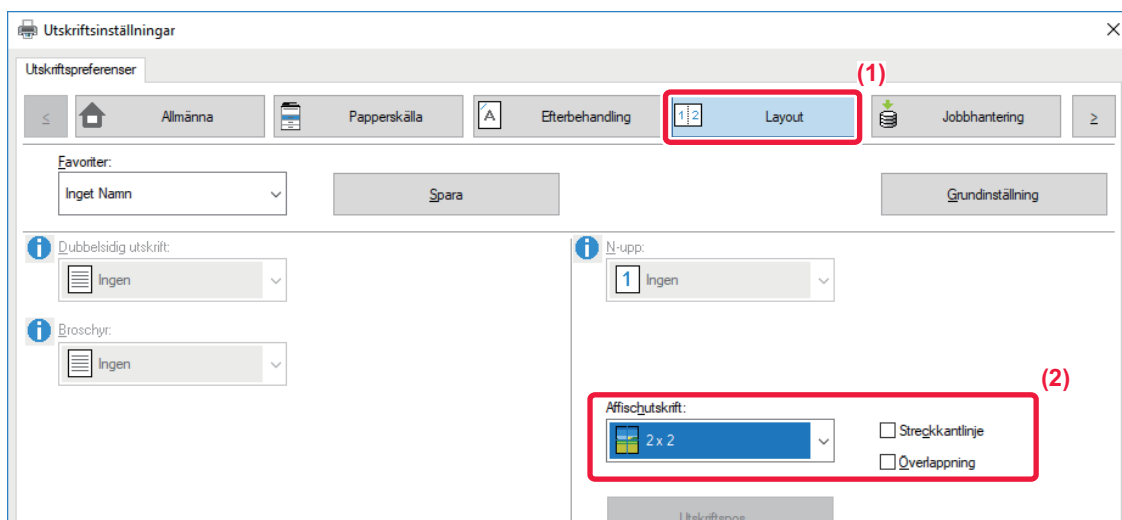 Utskriftsinställningar
Utskriftspreferenser
(1)
< Allmänna Papperskälla A Efterbehandling 1 2 Layout Jobbhantering >
Favoriter:
Inget Namn Spara Grundinställning
Dubbelsidig utskrift: N-upp:
Ingen 1 Ingen
Broschyr:
Ingen
(2)
Affischutskrift:
2 x 2 Streckkantlinje
Överlappning
Utskriftspos